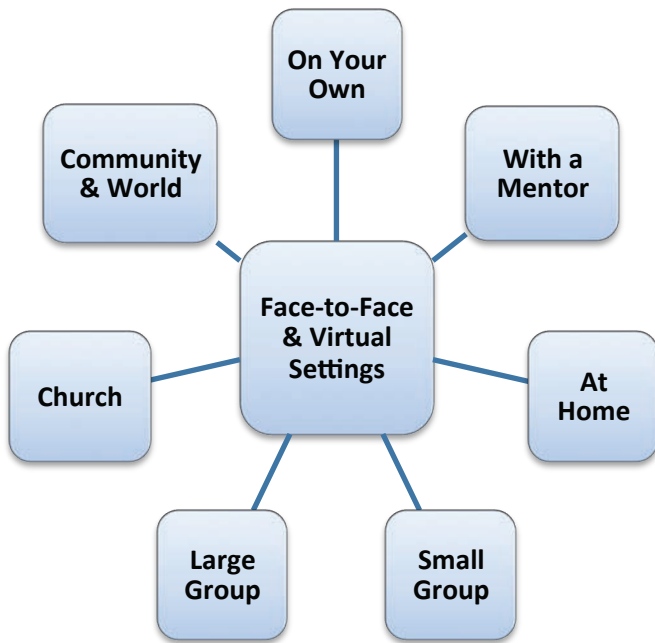 On Your
Own
With a
Mentor
At
Home
Small
Group
Large
Group
Church
Community
& World
Face-to-Face
& Virtual
Settings